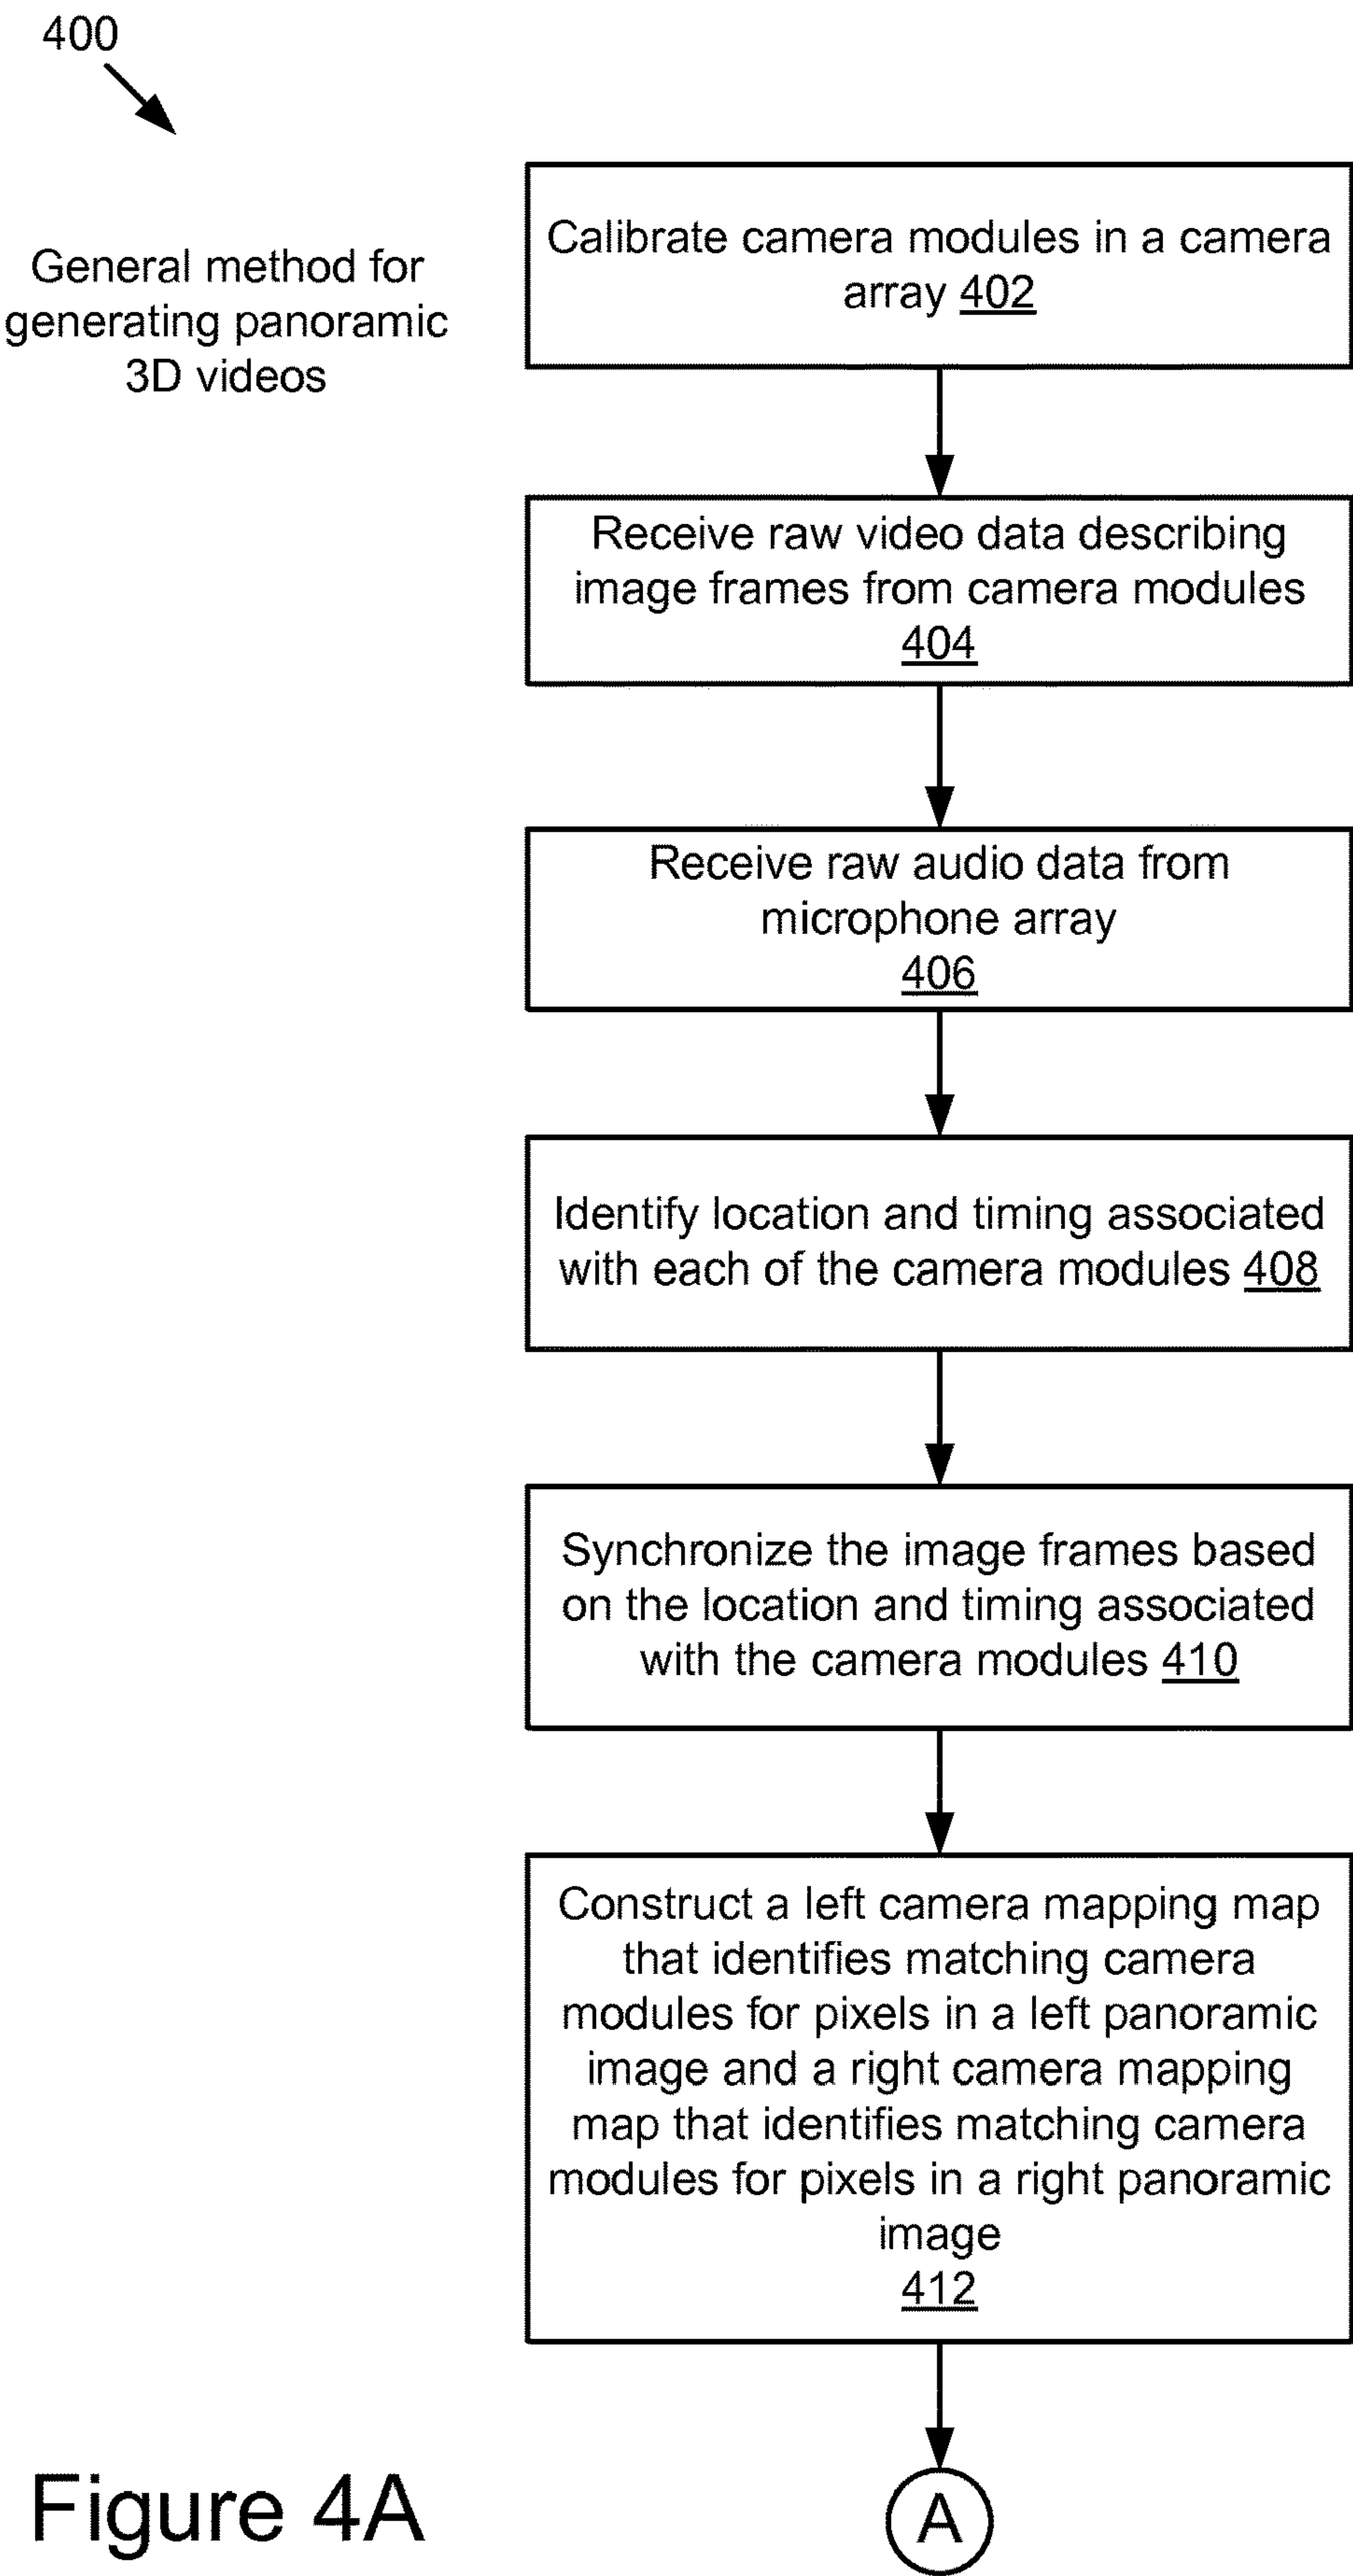 400
General method for
generating panoramic
3D videos
Calibrate camera modules in a camera
array 402
Receive raw video data describing
image frames from camera modules
404
Receive raw audio data from
microphone array
406
Identify location and timing associated
with each of the camera modules 408
Synchronize the image frames based
on the location and timing associated
with the camera modules 410
Construct a left camera mapping map
that identifies matching camera
modules for pixels in a left panoramic
image and a right camera mapping
map that identifies matching camera
modules for pixels in a right panoramic
image
412
A
Figure 4A